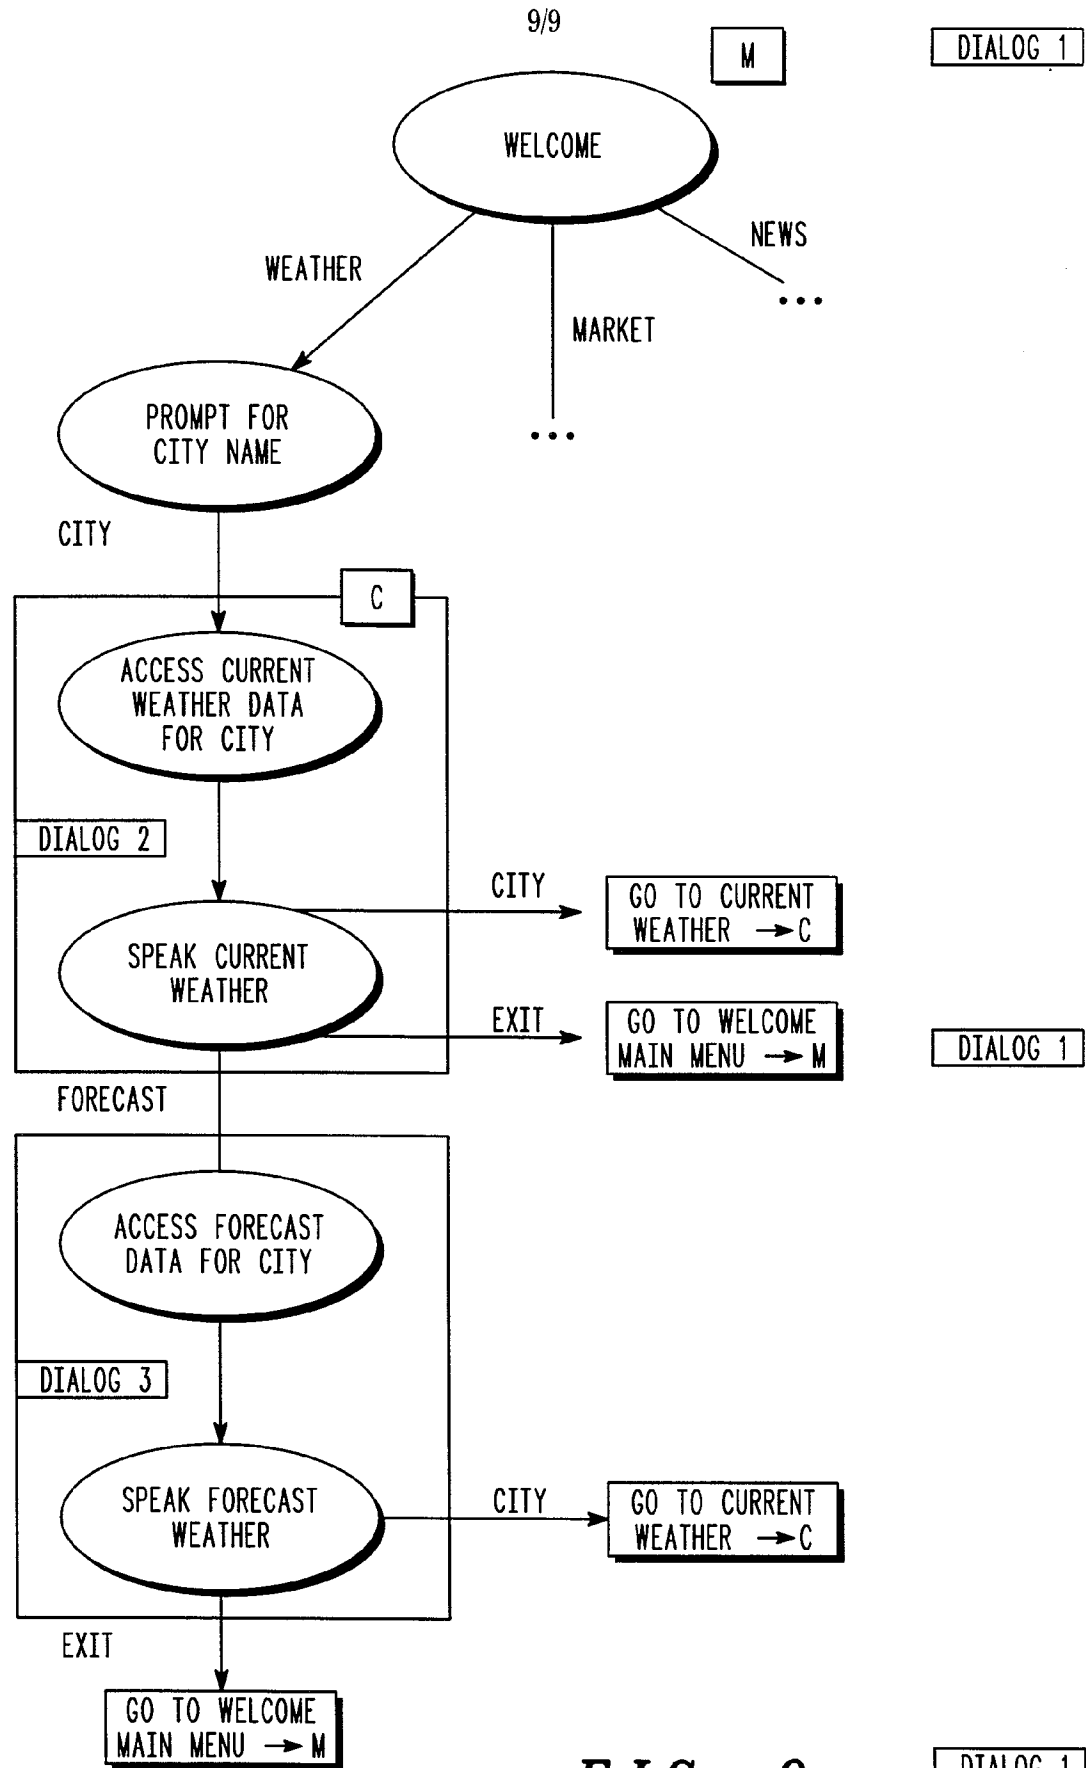 9/9
M
DIALOG 1
WELCOME
NEWS
WEATHER
MARKET
PROMPT FOR
CITY NAME
CITY
C
ACCESS CURRENT
WEATHER DATA
FOR CITY
DIALOG 2
CITY
GO TO CURRENT
WEATHER → C
SPEAK CURRENT
WEATHER
EXIT
GO TO WELCOME
MAIN MENU → M
DIALOG 1
FORECAST
ACCESS FORECAST
DATA FOR CITY
DIALOG 3
SPEAK FORECAST
WEATHER
CITY
GO TO CURRENT
WEATHER → C
EXIT
GO TO WELCOME
MAIN MENU → M
DIALOG 1